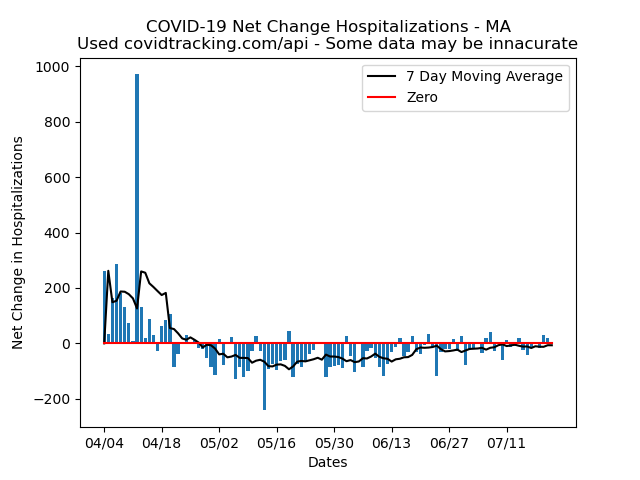 COVID-19 Net Change Hospitalizations - MA
Used covidtracking.com/api - Some data may be innacurate
7 Day Moving Average
Zero
Net Change in Hospitalizations
1000
800
600
400
200
0
−200
04/04 04/18 05/02 05/16 05/30 06/13 06/27 07/11
Dates